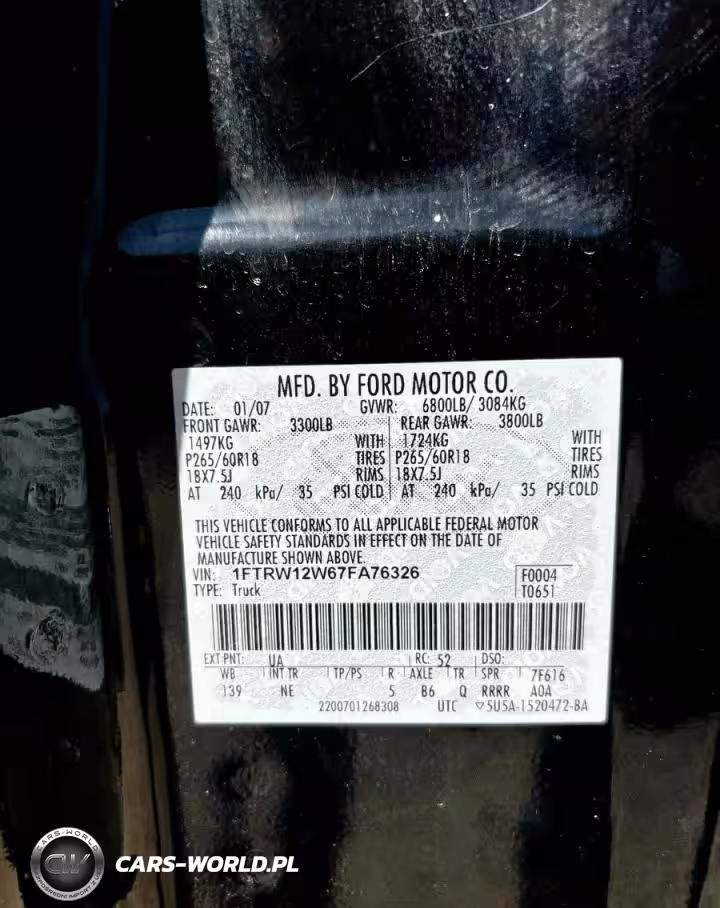 MFD. BY FORD MOTOR CO.
DATE: 01/07 GVWR: 6800LB/ 3084KG
FRONT GAWR: 3300LB REAR GAWR: 3800LB
1497KG WITH 1724KG WITH
P265/60R18 TIRES P265/60R18 TIRES
18X7.5J RIMS 18X7.5J RIMS
AT 240 kPa/ 35 PSI COLD AT 240 kPa/ 35 PSI COLD
THIS VEHICLE CONFORMS TO ALL APPLICABLE FEDERAL MOTOR
VEHICLE SAFETY STANDARDS IN EFFECT ON THE DATE OF
MANUFACTURE SHOWN ABOVE.
VIN: 1FTRW12W67FA76326 F0004
TYPE: Truck T0651
EXT PNT: UA RC: 52 DSO:
WB INT TR TP/PS R AXLE TR SPR 7F616
139 NE 5 B6 Q RRRR A0A
2200701268308 UTC ▽5U5A-1520472-BA
CARS-WORLD
CW
CARS-WORLD.PL